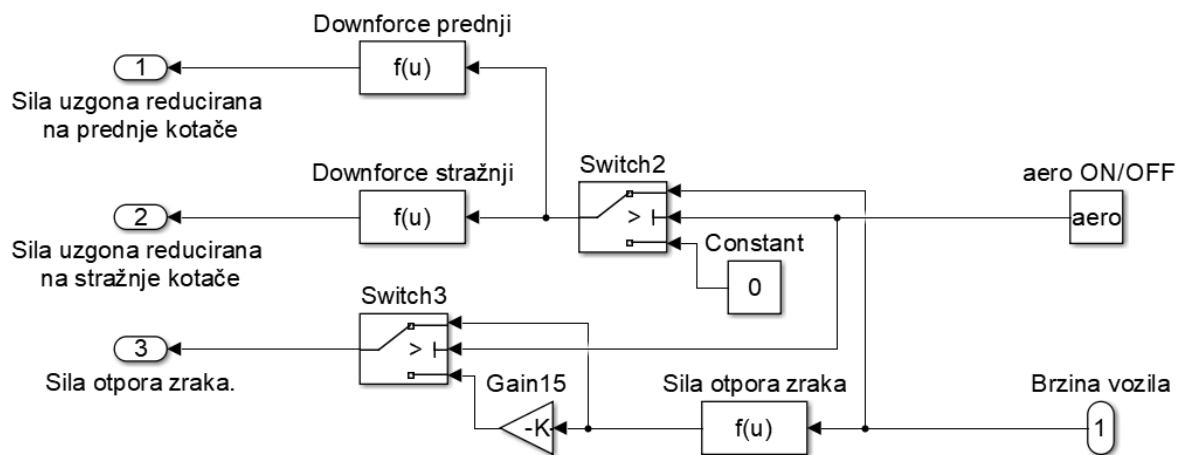 Downforce prednji
f(u)
1
Sila uzgona reducirana
na prednje kotače
Downforce stražnji
f(u)
2
Sila uzgona reducirana
na stražnje kotače
Switch2
>
aero ON/OFF
aero
Constant
0
Switch3
>
3
Sila otpora zraka.
Gain15
-K-
Sila otpora zraka
f(u)
Brzina vozila
1